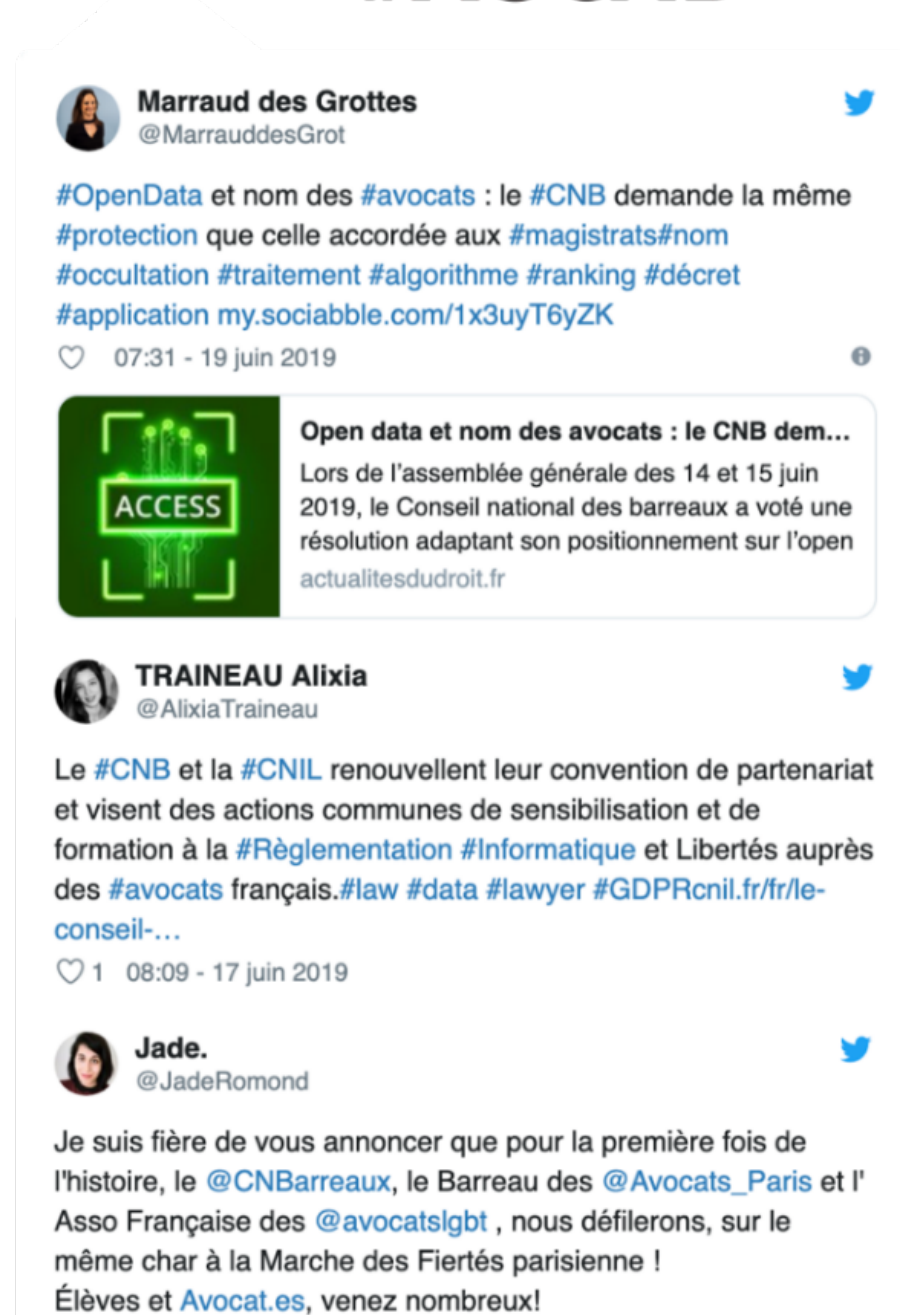 Marraud des Grottes
@MarrauddesGrot
#OpenData et nom des #avocats : le #CNB demande la même
#protection que celle accordée aux #magistrats#nom
#occultation #traitement #algorithme #ranking #décret
#application my.sociabble.com/1x3uyT6yZK
07:31 - 19 juin 2019
Open data et nom des avocats : le CNB dem...
ACCESS
Lors de l'assemblée générale des 14 et 15 juin
2019, le Conseil national des barreaux a voté une
résolution adaptant son positionnement sur l'open
actualitesdudroit.fr
TRAINEAU Alixia
@AlixiaTraineau
Le #CNB et la #CNIL renouvellent leur convention de partenariat
et visent des actions communes de sensibilisation et de
formation à la #Règlementation #Informatique et Libertés auprès
des #avocats français.#law #data #lawyer #GDPRcnil.fr/fr/le-
conseil-...
1 08:09 - 17 juin 2019
Jade.
@JadeRomond
Je suis fière de vous annoncer que pour la première fois de
l'histoire, le @CNBarreaux, le Barreau des @Avocats_Paris et l'
Asso Française des @avocatslgbt , nous défilerons, sur le
même char à la Marche des Fiertés parisienne !
Élèves et Avocat.es, venez nombreux!